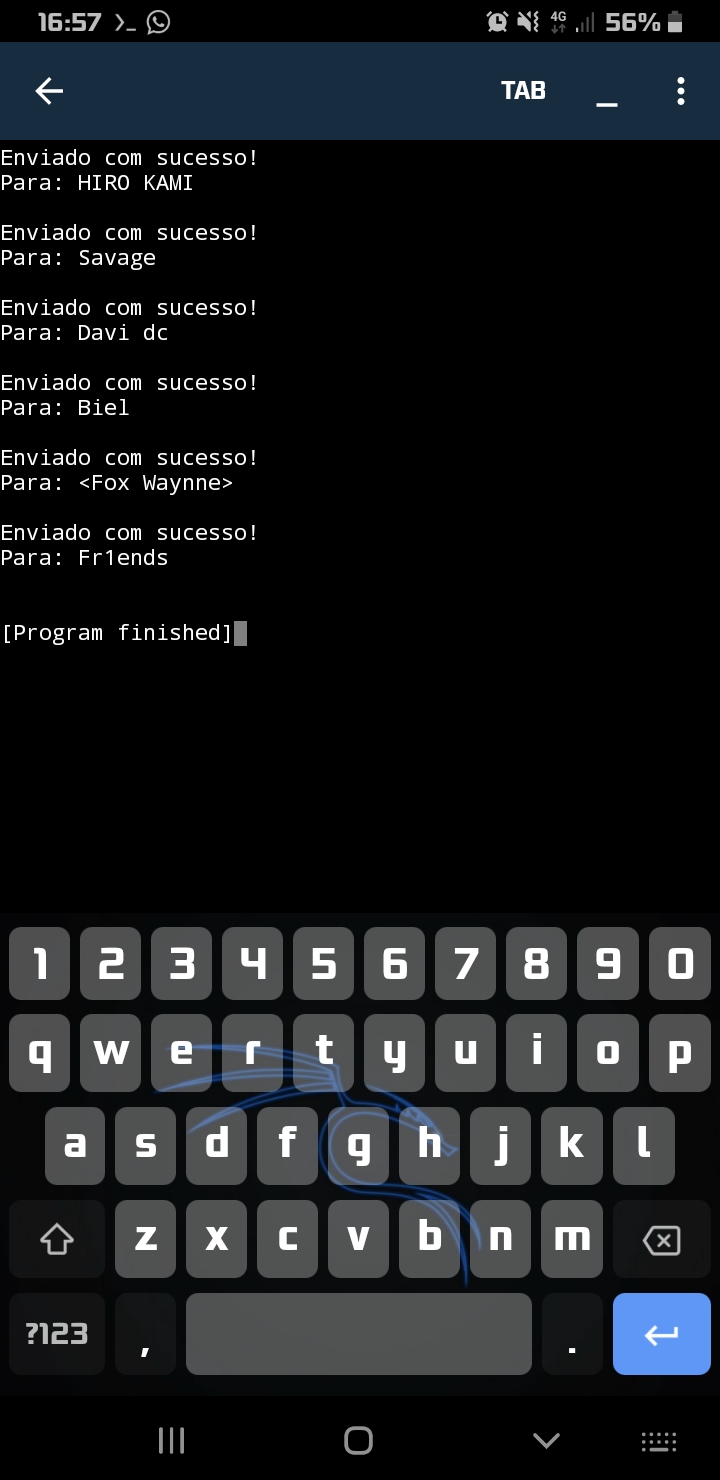 16:57
4G
56%
TAB
Enviado com sucesso!
Para: HIRO KAMI
Enviado com sucesso!
Para: Savage
Enviado com sucesso!
Para: Davi dc
Enviado com sucesso!
Para: Biel
Enviado com sucesso!
Para: <Fox Waynne>
Enviado com sucesso!
Para: Fr1ends
[Program finished]
1 2 3 4 5 6 7 8 9 0
q w e r t y u i o p
a s d f g h j k l
z x c v b n m
?123 , .